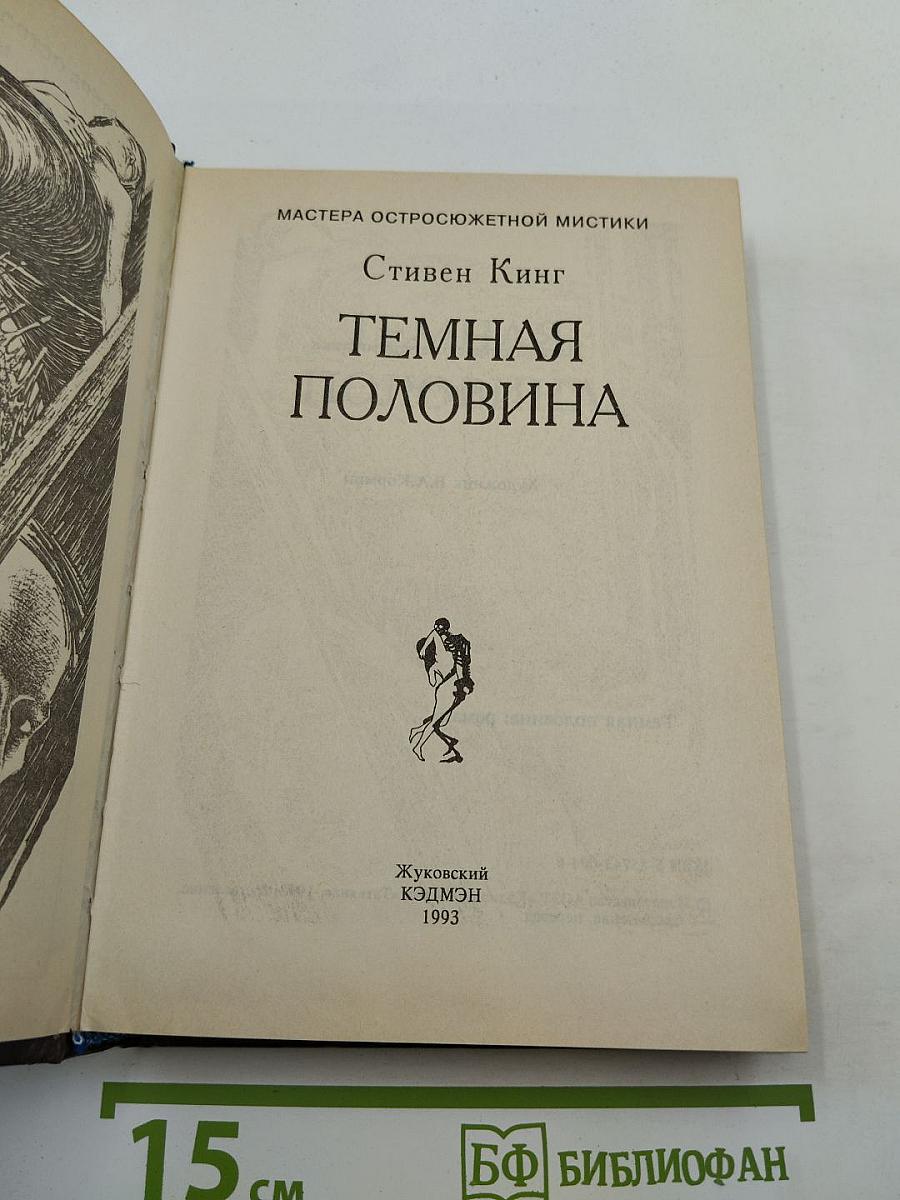 МАСТЕРА ОСТРОСЮЖЕТНОЙ МИСТИКИ
Стивен Кинг
ТЕМНАЯ
ПОЛОВИНА
Жуковский
КЭДМЭН
1993
15 см
БФ БИБЛИОФАН